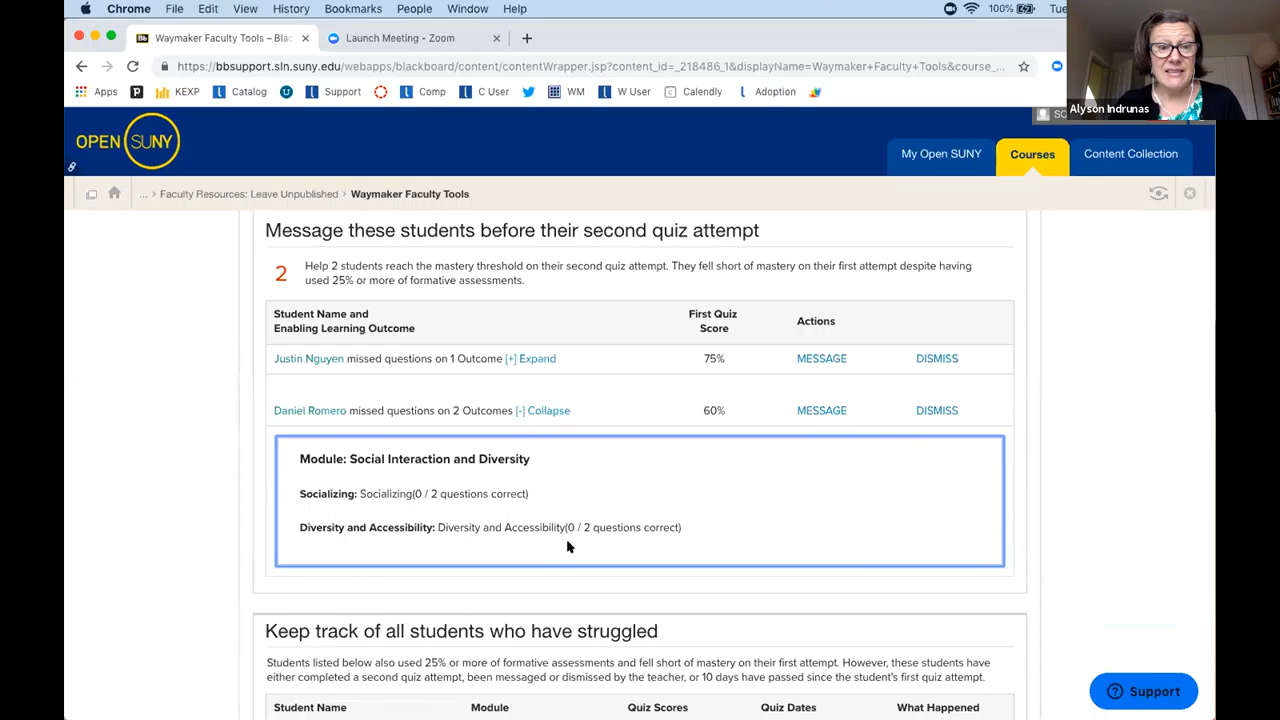 Chrome File Edit View History Bookmarks People Window Help 100% Tue
Waymaker Faculty Tools – Blac × Launch Meeting - Zoom × +
https://bbsupport.sln.suny.edu/webapps/blackboard/content/contentWrapper.jsp?content_id=_218486_1&displayName=Waymaker+Faculty+Tools&course_...
Apps KEXP Catalog Support Comp C User WM W User Calendly Adoption
Alyson Indrunas
OPEN SUNY
My Open SUNY Courses Content Collection
... > Faculty Resources: Leave Unpublished > Waymaker Faculty Tools
Message these students before their second quiz attempt
2
Help 2 students reach the mastery threshold on their second quiz attempt. They fell short of mastery on their first attempt despite having
used 25% or more of formative assessments.
Student Name and
Enabling Learning Outcome
First Quiz
Score
Actions
Justin Nguyen missed questions on 1 Outcome [+] Expand 75% MESSAGE DISMISS
Daniel Romero missed questions on 2 Outcomes [-] Collapse 60% MESSAGE DISMISS
Module: Social Interaction and Diversity
Socializing: Socializing(0 / 2 questions correct)
Diversity and Accessibility: Diversity and Accessibility(0 / 2 questions correct)
Keep track of all students who have struggled
Students listed below also used 25% or more of formative assessments and fell short of mastery on their first attempt. However, these students have
either completed a second quiz attempt, been messaged or dismissed by the teacher, or 10 days have passed since the student's first quiz attempt.
Student Name Module Quiz Scores Quiz Dates What Happened
Support